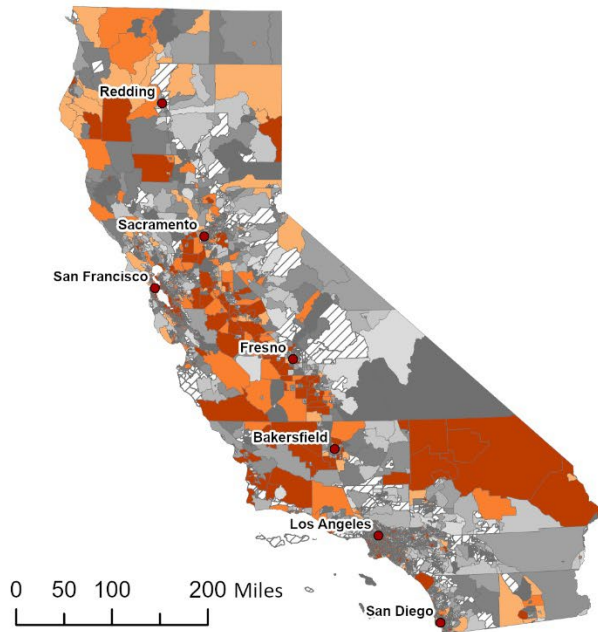 Redding
Sacramento
San Francisco
Fresno
Bakersfield
Los Angeles
San Diego
0 50 100 200 Miles